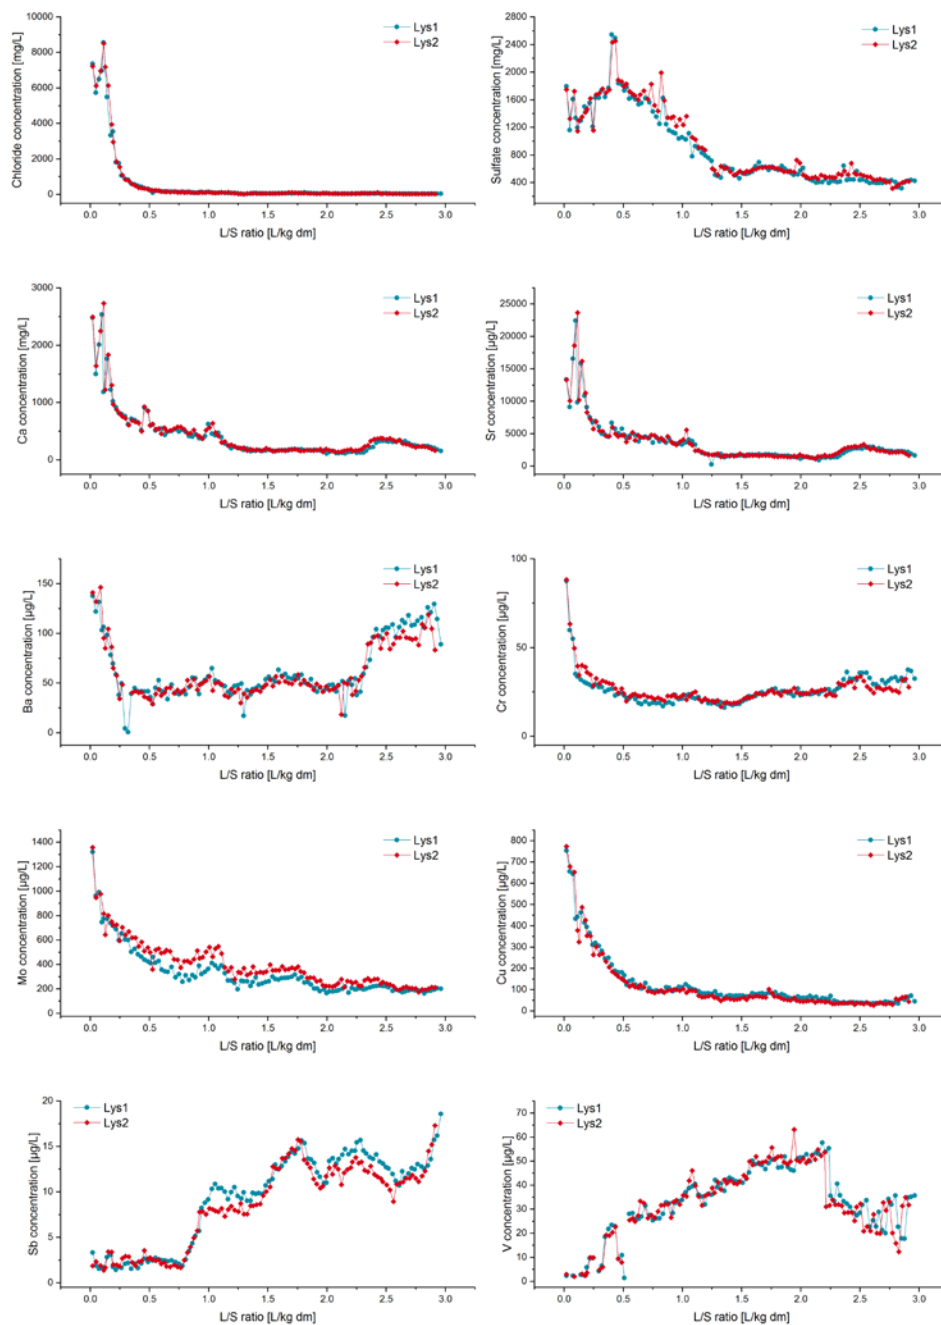 Chloride concentration [mg/L]
10000
8000
6000
4000
2000
0
0.0 0.5 1.0 1.5 2.0 2.5 3.0
L/S ratio [L/kg dm]
Lys1
Lys2
Sulfate concentration [mg/L]
2800
2400
2000
1600
1200
800
400
0.0 0.5 1.0 1.5 2.0 2.5 3.0
L/S ratio [L/kg dm]
Lys1
Lys2
Ca concentration [mg/L]
3000
2000
1000
0
0.0 0.5 1.0 1.5 2.0 2.5 3.0
L/S ratio [L/kg dm]
Lys1
Lys2
Sr concentration [µg/L]
25000
20000
15000
10000
5000
0
0.0 0.5 1.0 1.5 2.0 2.5 3.0
L/S ratio [L/kg dm]
Lys1
Lys2
Ba concentration [µg/L]
150
100
50
0
0.0 0.5 1.0 1.5 2.0 2.5 3.0
L/S ratio [L/kg dm]
Lys1
Lys2
Cr concentration [µg/L]
100
50
0
0.0 0.5 1.0 1.5 2.0 2.5 3.0
L/S ratio [L/kg dm]
Lys1
Lys2
Mo concentration [µg/L]
1400
1200
1000
800
600
400
200
0
0.0 0.5 1.0 1.5 2.0 2.5 3.0
L/S ratio [L/kg dm]
Lys1
Lys2
Cu concentration [µg/L]
800
700
600
500
400
300
200
100
0
0.0 0.5 1.0 1.5 2.0 2.5 3.0
L/S ratio [L/kg dm]
Lys1
Lys2
Sb concentration [µg/L]
20
15
10
5
0
0.0 0.5 1.0 1.5 2.0 2.5 3.0
L/S ratio [L/kg dm]
Lys1
Lys2
V concentration [µg/L]
70
60
50
40
30
20
10
0
0.0 0.5 1.0 1.5 2.0 2.5 3.0
L/S ratio [L/kg dm]
Lys1
Lys2